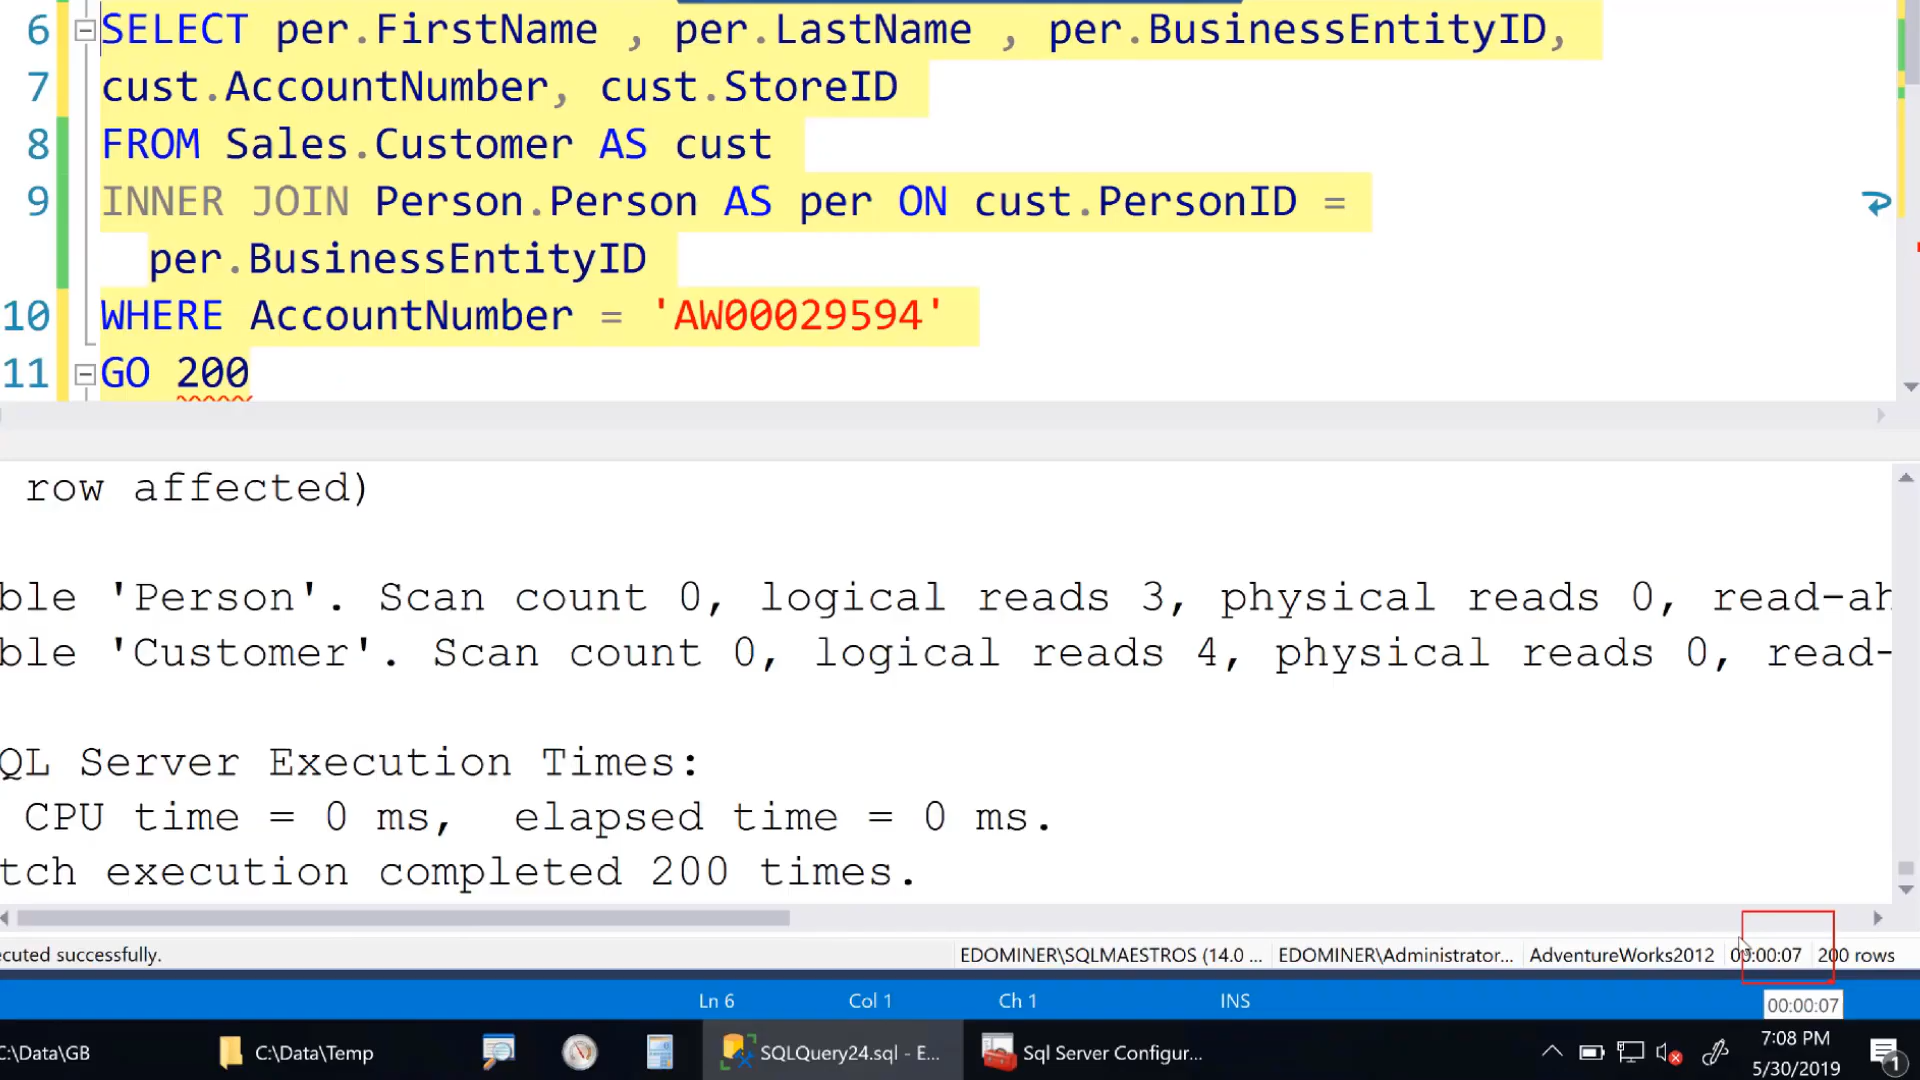 6 SELECT per.FirstName , per.LastName , per.BusinessEntityID,
7 cust.AccountNumber, cust.StoreID
8 FROM Sales.Customer AS cust
9 INNER JOIN Person.Person AS per ON cust.PersonID =
per.BusinessEntityID
10 WHERE AccountNumber = 'AW00029594'
11 GO 200
row affected)
ble 'Person'. Scan count 0, logical reads 3, physical reads 0, read-ah
ble 'Customer'. Scan count 0, logical reads 4, physical reads 0, read-
QL Server Execution Times:
CPU time = 0 ms, elapsed time = 0 ms.
tch execution completed 200 times.
cuted successfully. EDOMINER\SQLMAESTROS (14.0 ... EDOMINER\Administrator... AdventureWorks2012 00:00:07 200 rows
Ln 6 Col 1 Ch 1 INS
00:00:07
C:\Data\GB C:\Data\Temp SQLQuery24.sql - E... Sql Server Configur... 7:08 PM
5/30/2019
1